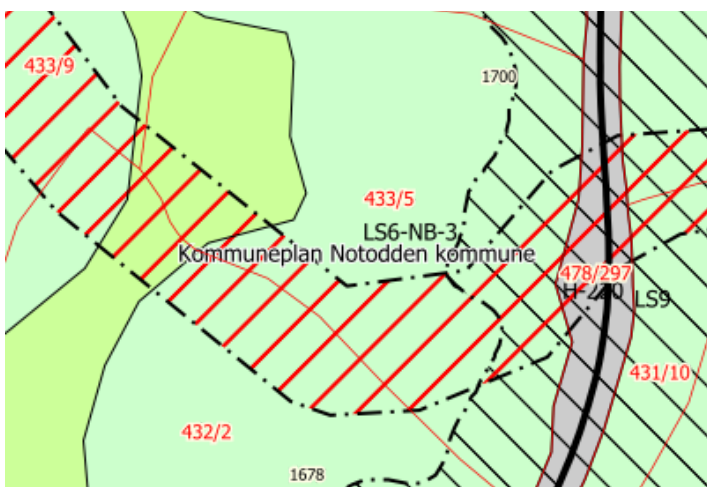 433/9
1700
433/5
LS6-NB-3
Kommuneplan Notodden kommune
478/297
LS9
431/10
432/2
1678